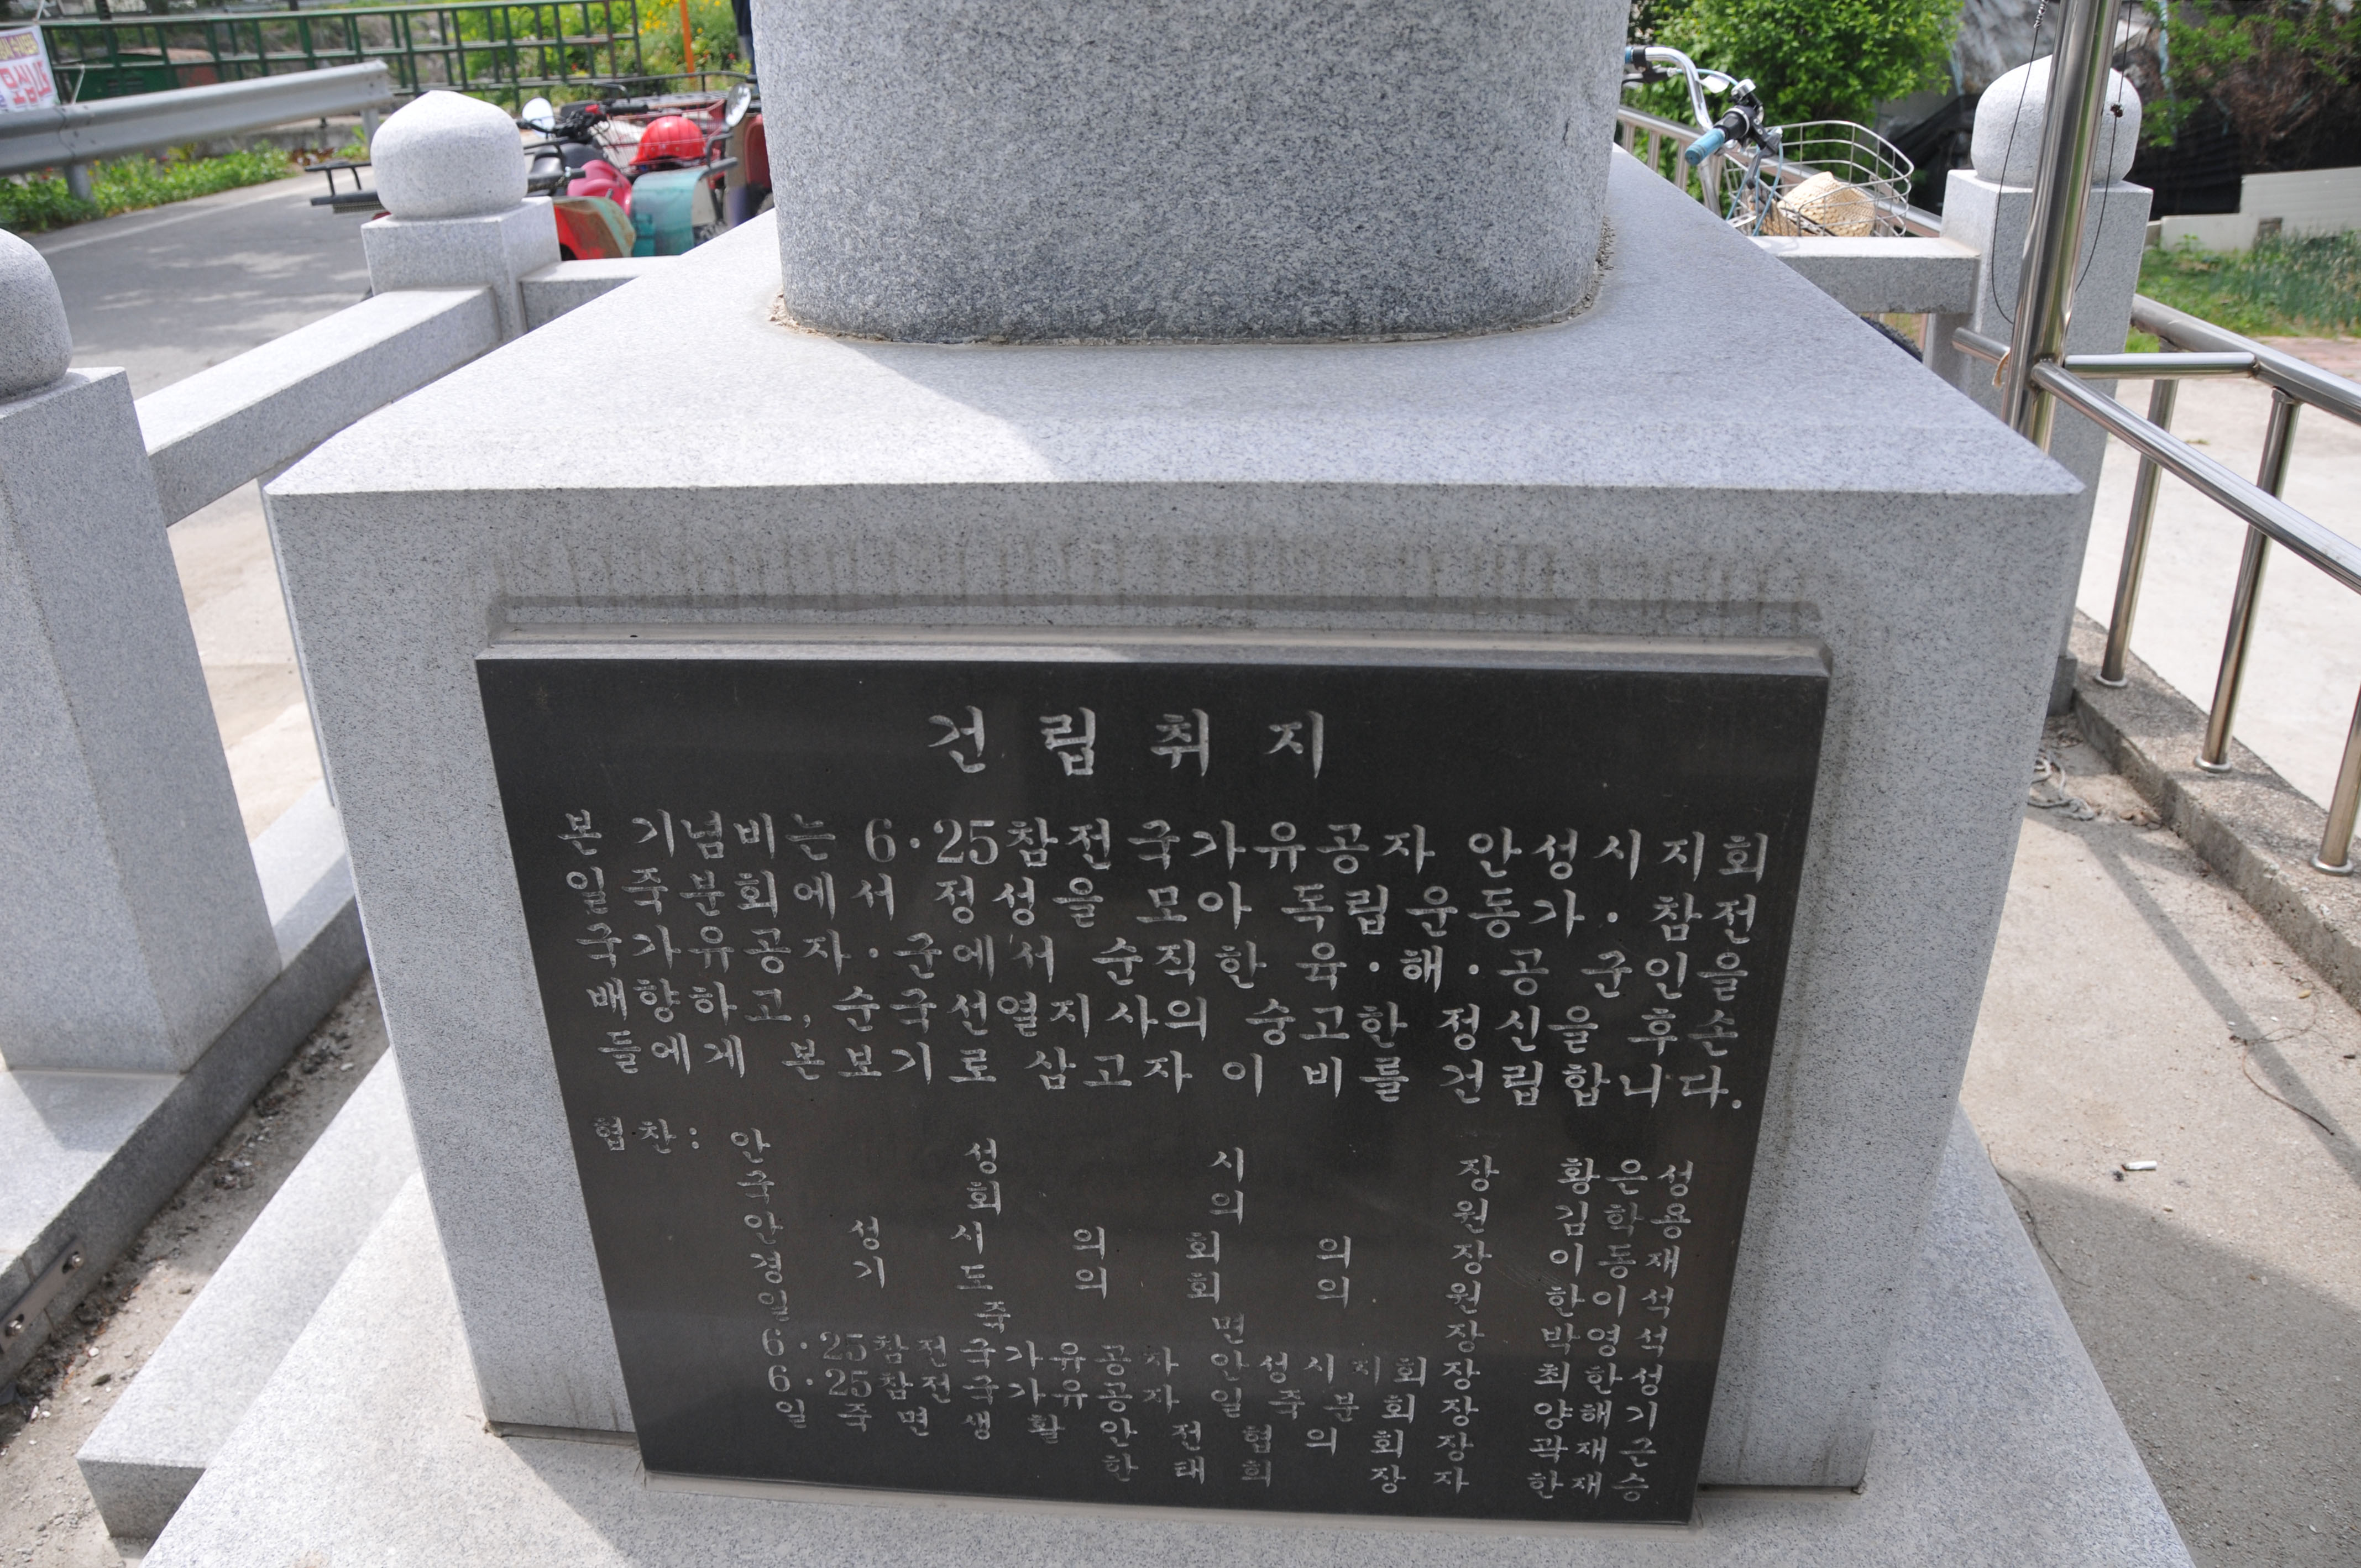 모십니
건립취지
본 기념비는 6·25참전국가유공자 안성시지회
일죽분회에서 정성을 모아 독립운동가·참전
국가유공자·군에서 순직한 육·해·공 군인을
배향하고, 순국선열지사의 숭고한 정신을 후손
들에게 본보기로 삼고자 이 비를 건립합니다.
협찬: 안성시장 황은성
국회의원 김학용
안성시의회의장 이동재
경기도의회의원 한이석
일죽면장 박영석
6·25참전국가유공자 안성시지회장 최한성
6·25참전국가유공자 일죽분회장 양해기
일죽면생활안전협의회장 곽재근
한태희장자 한재승